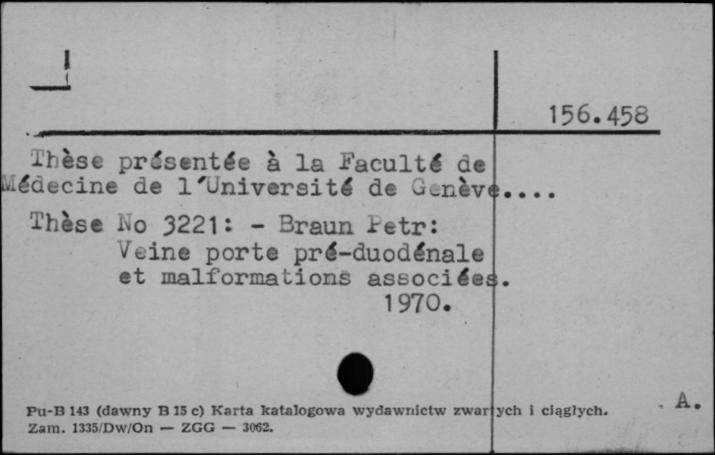 156.458
Thèse présentée à la Faculté de
Médecine de l'Université de Genève....
Thèse No 3221: - Braun Petr:
Veine porte pré-duodénale
et malformations associées.
1970.
A.
Pu-B 143 (dawny B 15 c) Karta katalogowa wydawnictw zwartych i ciągłych.
Zam. 1335/Dw/On — ZGG — 3062.